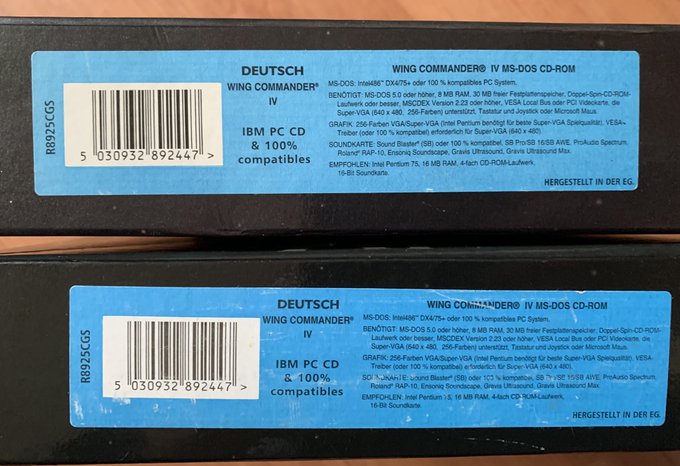 R8925CGS
5 030932 892447 >
DEUTSCH
WING COMMANDER®
IV
IBM PC CD
& 100%
compatibles
WING COMMANDER® IV MS-DOS CD-ROM
MS-DOS: Intel486™ DX4/75+ oder 100 % kompatibles PC System.
BENÖTIGT: MS-DOS 5.0 oder höher, 8 MB RAM, 30 MB freier Festplattenspeicher, Doppel-Spin-CD-ROM-
Laufwerk oder besser, MSCDEX Version 2.23 oder höher, VESA Local Bus oder PCI Videokarte, die
Super-VGA (640 x 480, 256-Farben) unterstützt, Tastatur und Joystick oder Microsoft Maus.
GRAFIK: 256-Farben VGA/Super-VGA (Intel Pentium benötigt für beste Super-VGA Spielqualität), VESA-
Treiber (oder 100 % kompatibel) erforderlich für Super-VGA (640 x 480).
SOUNDKARTE: Sound Blaster® (SB) oder 100 % kompatibel, SB Pro/SB 16/SB AWE, ProAudio Spectrum,
Roland® RAP-10, Ensoniq Soundscape, Gravis Ultrasound, Gravis Ultrasound Max.
EMPFOHLEN: Intel Pentium 75, 16 MB RAM, 4-fach CD-ROM-Laufwerk,
16-Bit Soundkarte.
HERGESTELLT IN DER EG.
R8925CGS
5 030932 892447 >
DEUTSCH
WING COMMANDER®
IV
IBM PC CD
& 100%
compatibles
WING COMMANDER® IV MS-DOS CD-ROM
MS-DOS: Intel486™ DX4/75+ oder 100 % kompatibles PC System.
BENÖTIGT: MS-DOS 5.0 oder höher, 8 MB RAM, 30 MB freier Festplattenspeicher, Doppel-Spin-CD-ROM-
Laufwerk oder besser, MSCDEX Version 2.23 oder höher, VESA Local Bus oder PCI Videokarte, die
Super-VGA (640 x 480, 256-Farben) unterstützt, Tastatur und Joystick oder Microsoft Maus.
GRAFIK: 256-Farben VGA/Super-VGA (Intel Pentium benötigt für beste Super-VGA Spielqualität), VESA-
Treiber (oder 100 % kompatibel) erforderlich für Super-VGA (640 x 480).
SOUNDKARTE: Sound Blaster® (SB) oder 100 % kompatibel, SB Pro/SB 16/SB AWE, ProAudio Spectrum,
Roland® RAP-10, Ensoniq Soundscape, Gravis Ultrasound, Gravis Ultrasound Max.
EMPFOHLEN: Intel Pentium 75, 16 MB RAM, 4-fach CD-ROM-Laufwerk,
16-Bit Soundkarte.
HERGESTELLT IN DER EG.